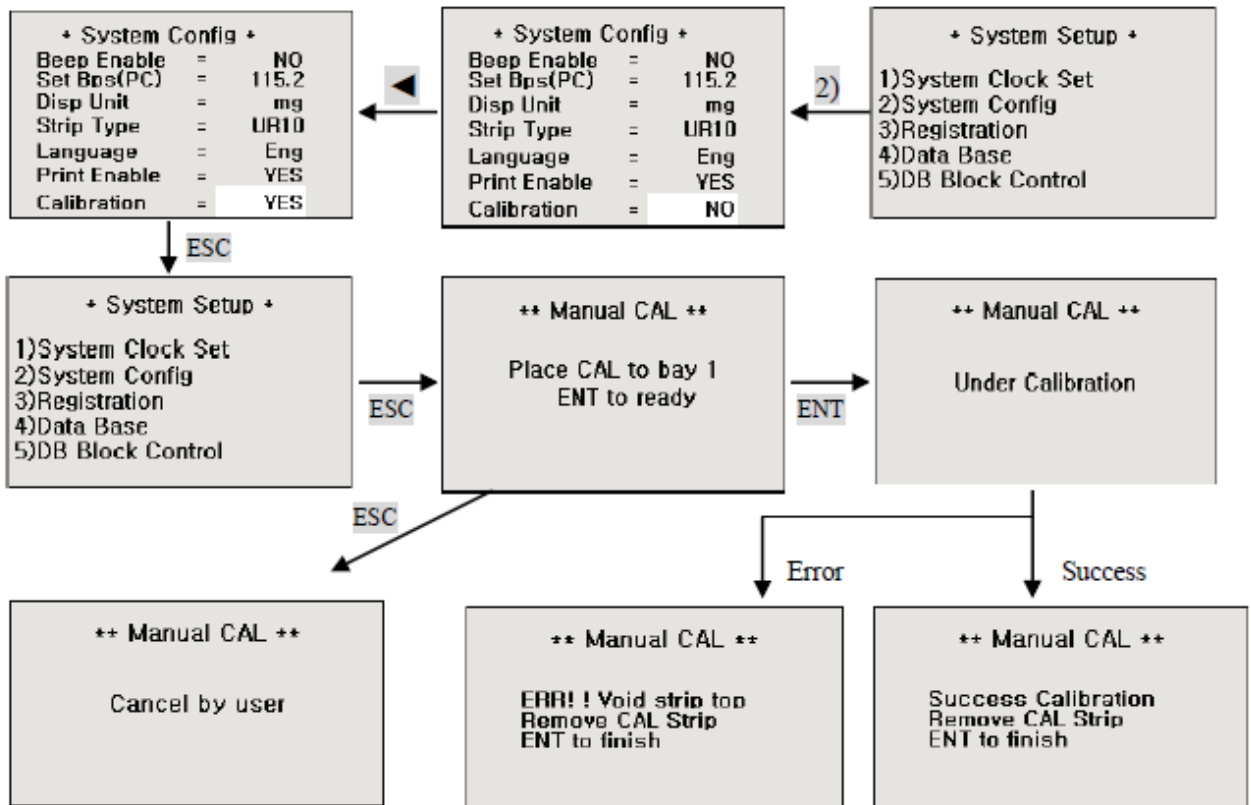 + System Config +
Beep Enable = NO
Set Bps(PC) = 115.2
Disp Unit = mg
Strip Type = UR10
Language = Eng
Print Enable = YES
Calibration = YES
◄
+ System Config +
Beep Enable = NO
Set Bps(PC) = 115.2
Disp Unit = mg
Strip Type = UR10
Language = Eng
Print Enable = YES
Calibration = NO
2)
+ System Setup +
1)System Clock Set
2)System Config
3)Registration
4)Data Base
5)DB Block Control
ESC
+ System Setup +
1)System Clock Set
2)System Config
3)Registration
4)Data Base
5)DB Block Control
ESC
++ Manual CAL ++
Place CAL to bay 1
ENT to ready
ENT
++ Manual CAL ++
Under Calibration
ESC
Error
Success
++ Manual CAL ++
Cancel by user
++ Manual CAL ++
ERR! ! Void strip top
Remove CAL Strip
ENT to finish
++ Manual CAL ++
Success Calibration
Remove CAL Strip
ENT to finish